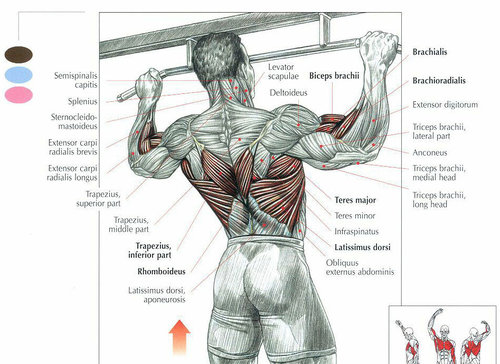 Semispinalis
capitis
Splenius
Sternocleido-
mastoideus
Extensor carpi
radialis brevis
Extensor carpi
radialis longus
Trapezius,
superior part
Trapezius,
middle part
Trapezius,
inferior part
Rhomboideus
Latissimus dorsi,
aponeurosis
Levator
scapulae
Biceps brachii
Deltoideus
Brachialis
Brachioradialis
Extensor digitorum
Triceps brachii,
lateral part
Anconeus
Triceps brachii,
medial head
Triceps brachii,
long head
Teres major
Teres minor
Infraspinatus
Latissimus dorsi
Obliquus
externus abdominis